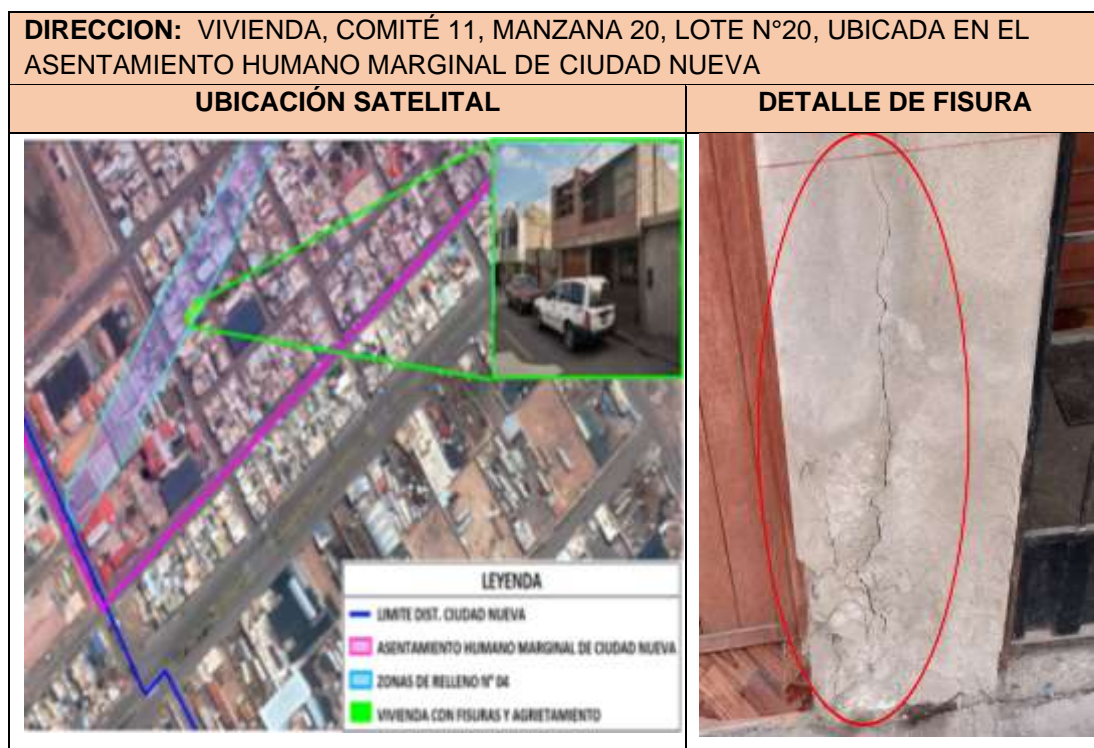 DIRECCION: VIVIENDA, COMITÉ 11, MANZANA 20, LOTE N°20, UBICADA EN EL
ASENTAMIENTO HUMANO MARGINAL DE CIUDAD NUEVA
UBICACIÓN SATELITAL
DETALLE DE FISURA
LEYENDA
LIMITE DIST. CIUDAD NUEVA
ASENTAMIENTO HUMANO MARGINAL DE CIUDAD NUEVA
ZONAS DE RELLENO N° 04
VIVIENDA CON FISURAS Y AGRIETAMIENTO